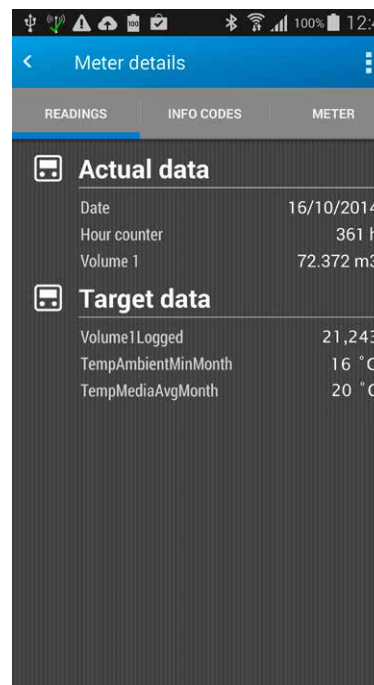 100 100% 12:4
Meter details
READINGS INFO CODES METER
Actual data
Date 16/10/2014
Hour counter 361 h
Volume 1 72.372 m3
Target data
Volume1Logged 21,243
TempAmbientMinMonth 16 °C
TempMediaAvgMonth 20 °C